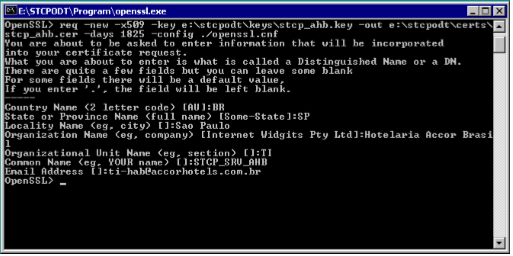 E:\STCPODT\Program\openssl.exe
OpenSSL> req -new -x509 -key e:\stcpodt\keys\stcp_ahb.key -out e:\stcpodt\certs\
stcp_ahb.cer -days 1825 -config ./openssl.cnf
You are about to be asked to enter information that will be incorporated
into your certificate request.
What you are about to enter is what is called a Distinguished Name or a DN.
There are quite a few fields but you can leave some blank
For some fields there will be a default value,
If you enter '.', the field will be left blank.
-----
Country Name (2 letter code) [AU]:BR
State or Province Name (full name) [Some-State]:SP
Locality Name (eg, city) []:Sao Paulo
Organization Name (eg, company) [Internet Widgits Pty Ltd]:Hotelaria Accor Brasi
l
Organizational Unit Name (eg, section) []:TI
Common Name (eg, YOUR name) []:STCP_SRV_AHB
Email Address []:ti-hab@accorhotels.com.br
OpenSSL> _